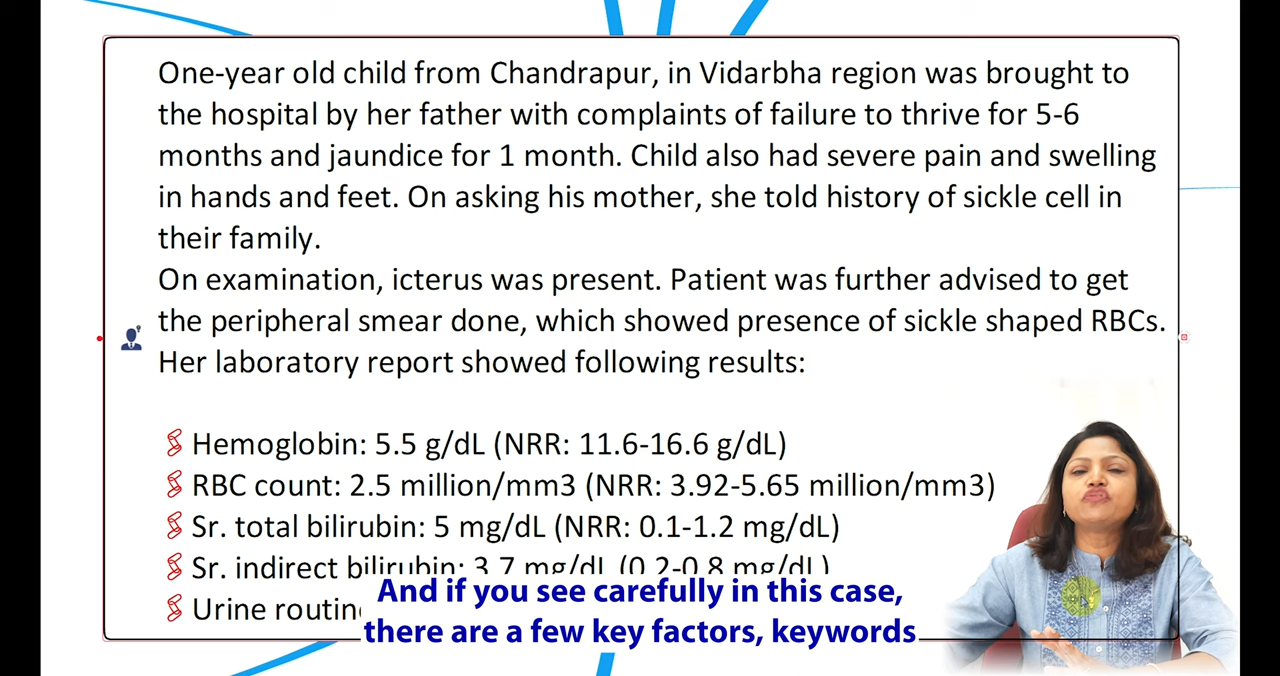 One-year old child from Chandrapur, in Vidarbha region was brought to
the hospital by her father with complaints of failure to thrive for 5-6
months and jaundice for 1 month. Child also had severe pain and swelling
in hands and feet. On asking his mother, she told history of sickle cell in
their family.
On examination, icterus was present. Patient was further advised to get
the peripheral smear done, which showed presence of sickle shaped RBCs.
Her laboratory report showed following results:
Hemoglobin: 5.5 g/dL (NRR: 11.6-16.6 g/dL)
RBC count: 2.5 million/mm3 (NRR: 3.92-5.65 million/mm3)
Sr. total bilirubin: 5 mg/dL (NRR: 0.1-1.2 mg/dL)
Sr. indirect bilirubin: 3.7 mg/dL (0.2-0.8 mg/dL)
Urine
And if you see carefully in this case,
there are a few key factors, keywords